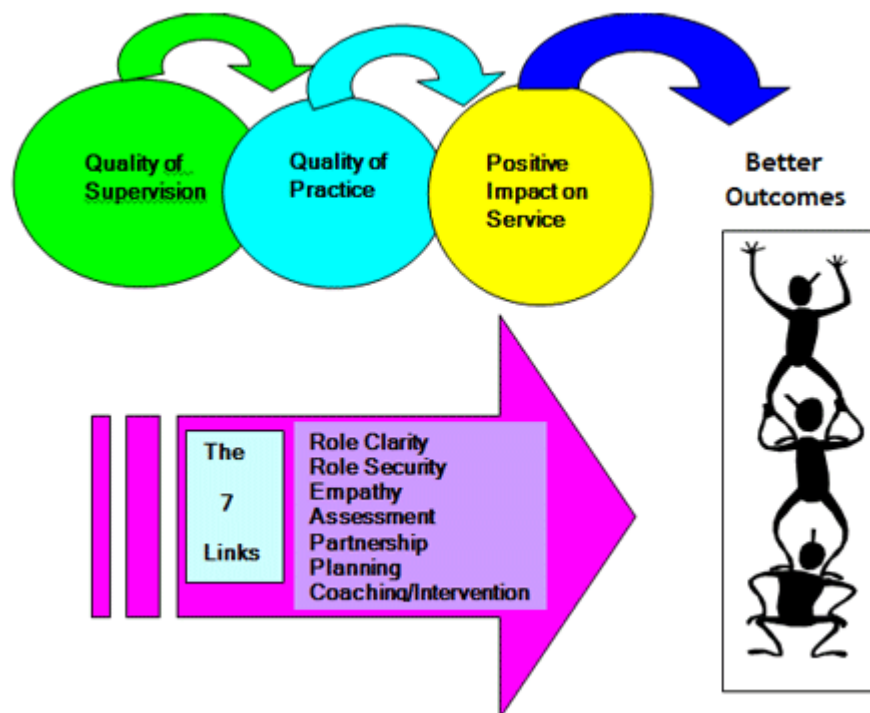 Quality of
Supervision
Quality of
Practice
Positive
Impact on
Service
Better
Outcomes
The
7
Links
Role Clarity
Role Security
Empathy
Assessment
Partnership
Planning
Coaching/Intervention